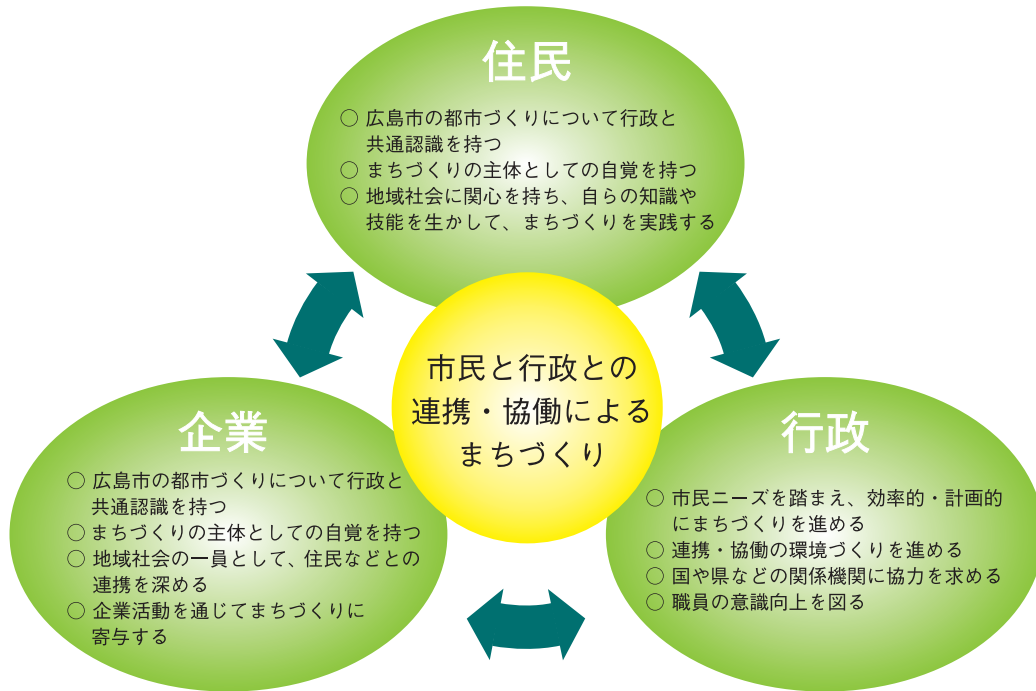 住民
○ 広島市の都市づくりについて行政と
共通認識を持つ
○ まちづくりの主体としての自覚を持つ
○ 地域社会に関心を持ち、自らの知識や
技能を生かして、まちづくりを実践する
市民と行政との
連携・協働による
まちづくり
企業
○ 広島市の都市づくりについて行政と
共通認識を持つ
○ まちづくりの主体としての自覚を持つ
○ 地域社会の一員として、住民などとの
連携を深める
○ 企業活動を通じてまちづくりに
寄与する
行政
○ 市民ニーズを踏まえ、効率的・計画的
にまちづくりを進める
○ 連携・協働の環境づくりを進める
○ 国や県などの関係機関に協力を求める
○ 職員の意識向上を図る